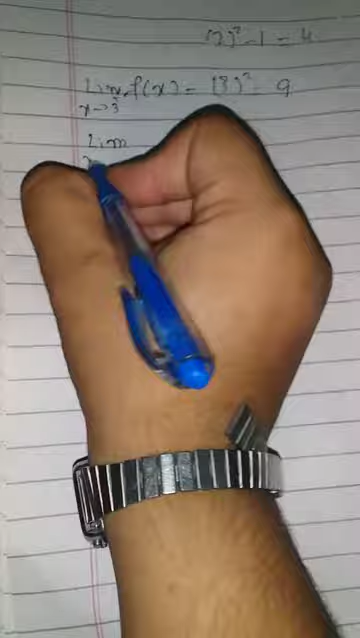 (2)² - 1 = 4
Lim f(x) = (3)² = 9
x→3
Lim
x